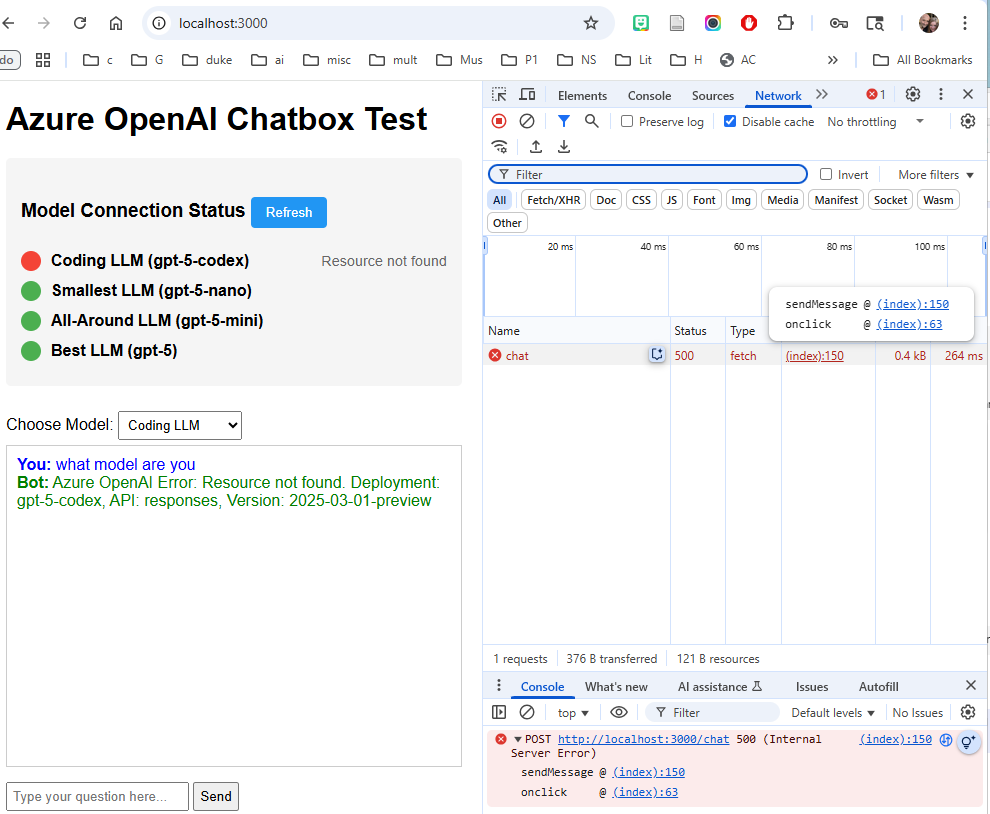 localhost:3000
do
c
G
duke
ai
misc
mult
Mus
P1
NS
Lit
H
AC
»
All Bookmarks
Azure OpenAI Chatbox Test
Model Connection Status
Refresh
Coding LLM (gpt-5-codex)
Resource not found
Smallest LLM (gpt-5-nano)
All-Around LLM (gpt-5-mini)
Best LLM (gpt-5)
Choose Model:
Coding LLM
You: what model are you
Bot: Azure OpenAI Error: Resource not found. Deployment:
gpt-5-codex, API: responses, Version: 2025-03-01-preview
Type your question here...
Send
Elements
Console
Sources
Network
1
Preserve log
Disable cache
No throttling
Filter
Invert
More filters
All
Fetch/XHR
Doc
CSS
JS
Font
Img
Media
Manifest
Socket
Wasm
Other
20 ms
40 ms
60 ms
80 ms
100 ms
sendMessage @ (index):150
onclick @ (index):63
Name
Status
Type
chat
500
fetch
(index):150
0.4 kB
264 ms
1 requests
376 B transferred
121 B resources
Console
What's new
AI assistance
Issues
Autofill
top
Filter
Default levels
No Issues
POST http://localhost:3000/chat 500 (Internal
(index):150
Server Error)
sendMessage @ (index):150
onclick @ (index):63